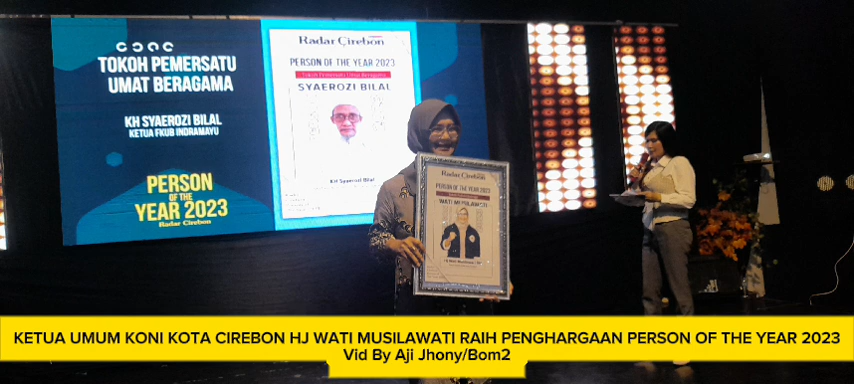 TOKOH PEMERSATU
UMAT BERAGAMA
KH SYAEROZI BILAL
KETUA FKUB INDRAMAYU
PERSON
OF THE
YEAR 2023
Radar Cirebon
Radar Cirebon
PERSON OF THE YEAR 2023
Tokoh Pemersatu Umat Beragama
SYAEROZI BILAL
KH Syaerozi Bilal
Radar Cirebon
PERSON OF THE YEAR 2023
WATI MUSILAWATI
KETUA UMUM KONI KOTA CIREBON HJ WATI MUSILAWATI RAIH PENGHARGAAN PERSON OF THE YEAR 2023
Vid By Aji Jhony/Bom2